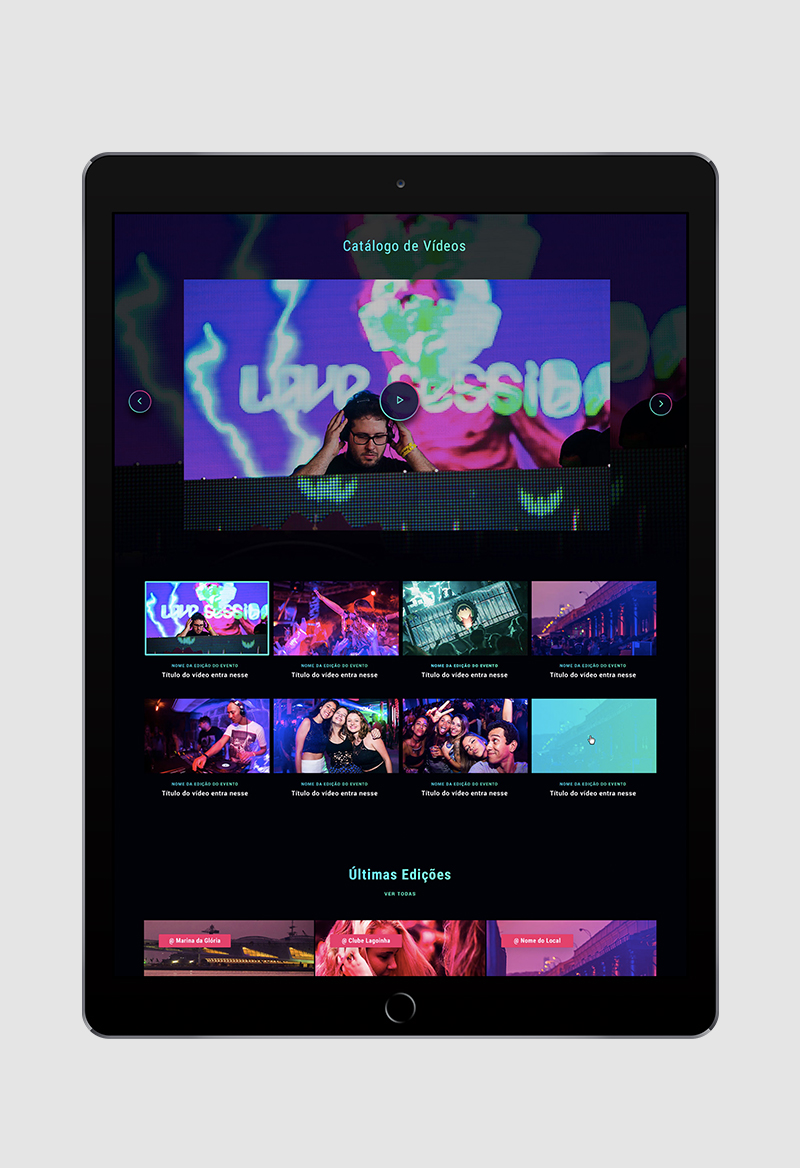 Catálogo de Vídeos
LOVE SESSIO
LOVE SESSIO
NOME DA EDIÇÃO DO EVENTO
Título do vídeo entra nesse
NOME DA EDIÇÃO DO EVENTO
Título do vídeo entra nesse
NOME DA EDIÇÃO DO EVENTO
Título do vídeo entra nesse
NOME DA EDIÇÃO DO EVENTO
Título do vídeo entra nesse
NOME DA EDIÇÃO DO EVENTO
Título do vídeo entra nesse
NOME DA EDIÇÃO DO EVENTO
Título do vídeo entra nesse
NOME DA EDIÇÃO DO EVENTO
Título do vídeo entra nesse
NOME DA EDIÇÃO DO EVENTO
Título do vídeo entra nesse
Últimas Edições
VER TODAS
@ Marina da Glória
@ Clube Lagoinha
@ Nome do Local